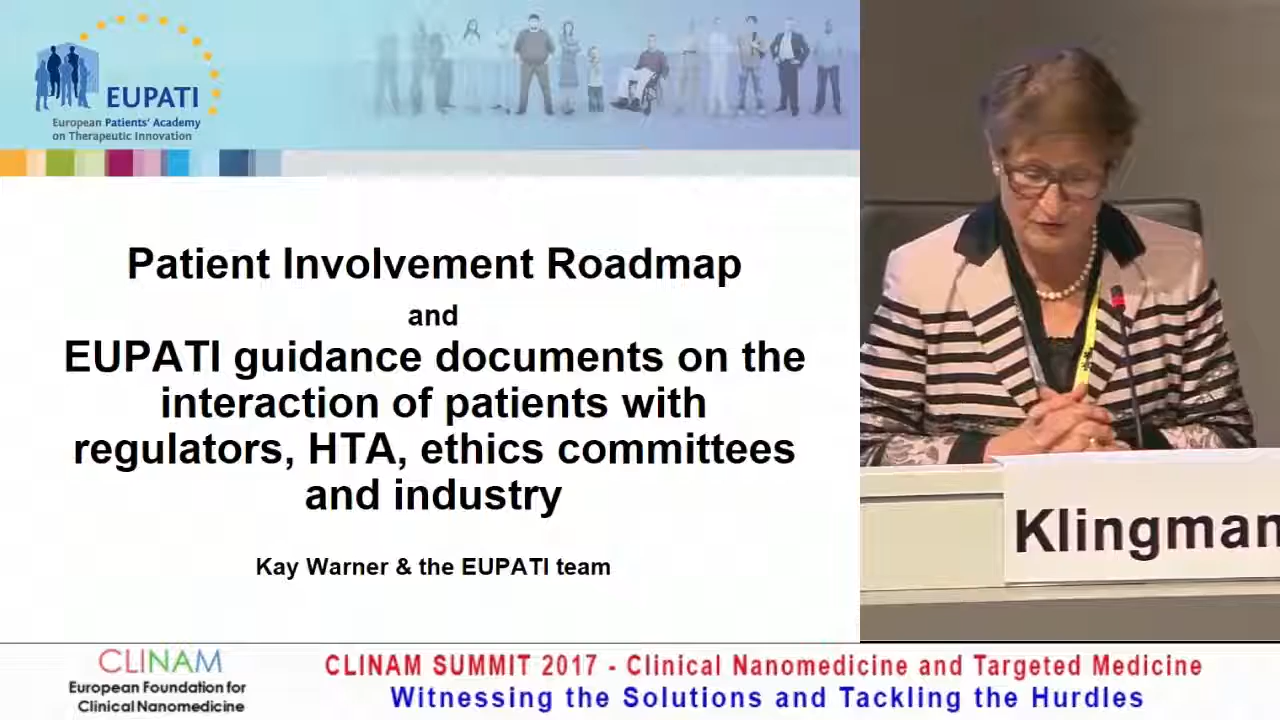 EUPATI
European Patients' Academy
on Therapeutic Innovation
Patient Involvement Roadmap
and
EUPATI guidance documents on the
interaction of patients with
regulators, HTA, ethics committees
and industry
Kay Warner & the EUPATI team
Klingman
CLINAM
European Foundation for
Clinical Nanomedicine
CLINAM SUMMIT 2017 - Clinical Nanomedicine and Targeted Medicine
Witnessing the Solutions and Tackling the Hurdles